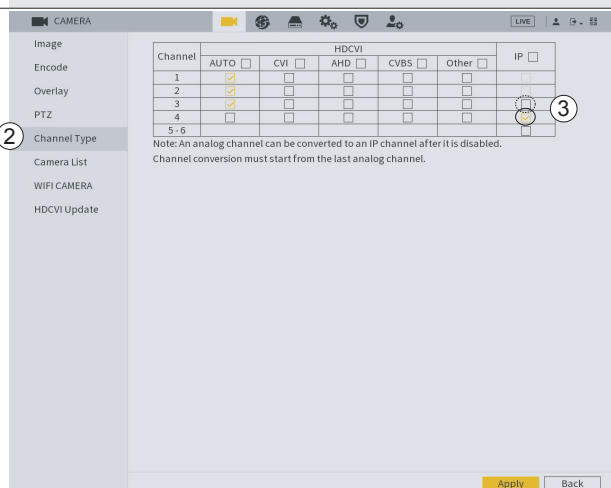 CAMERA
LIVE
Image
Encode
Overlay
PTZ
2
Channel Type
Camera List
WIFI CAMERA
HDCVI Update
Channel HDCVI IP
AUTO CVI AHD CVBS Other
1
2
3
4
5 - 6
3
Note: An analog channel can be converted to an IP channel after it is disabled.
Channel conversion must start from the last analog channel.
Apply Back